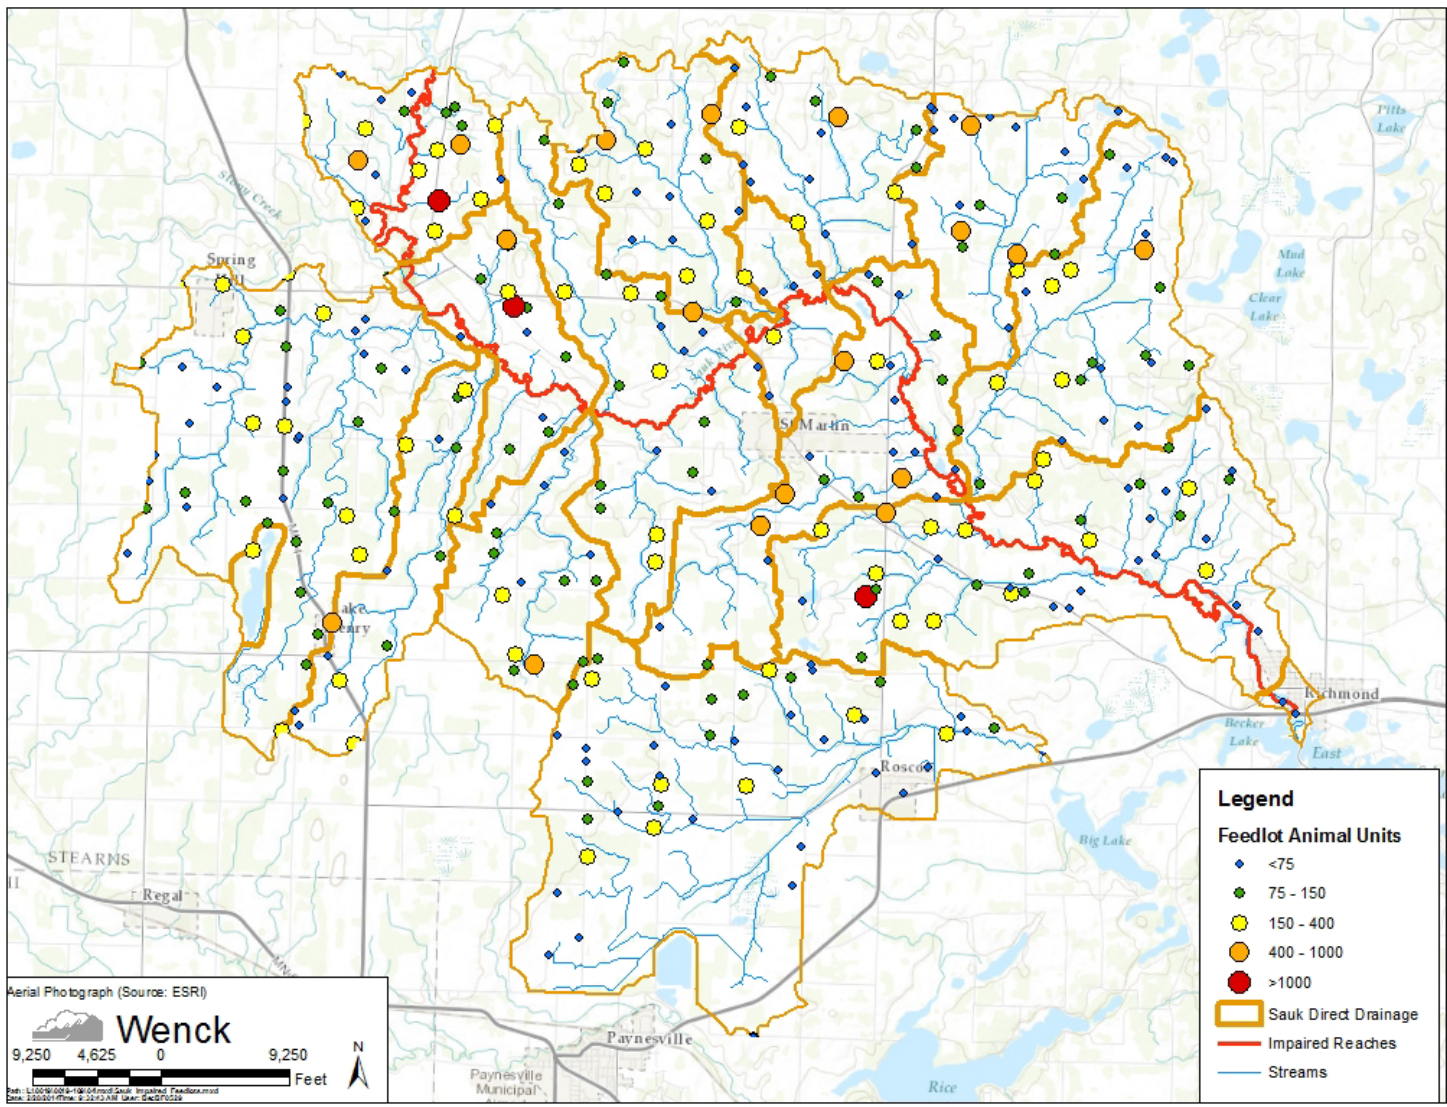 Pitts
Lake
Stony Creek
Spring
Mud
Lake
Clear
Lake
Sauk River
St Martin
Lake
Henry
Richmond
Becker
Lake
East
Rosco
Big Lake
STEARNS
Regal
Paynesville
Paynesville
Municipal
Rice
Legend
Feedlot Animal Units
<75
75 - 150
150 - 400
400 - 1000
>1000
Sauk Direct Drainage
Impaired Reaches
Streams
Aerial Photograph (Source: ESRI)
Wenck
9,250 4,625 0 9,250
Feet
N